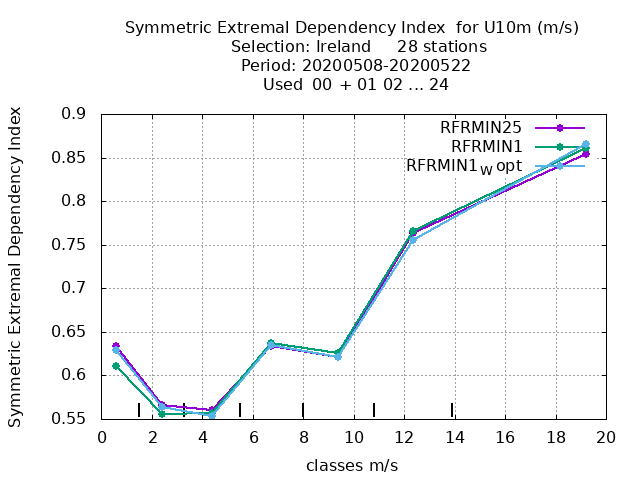 Symmetric Extremal Dependency Index for U10m (m/s)
Selection: Ireland 28 stations
Period: 20200508-20200522
Used 00 + 01 02 ... 24
Symmetric Extremal Dependency Index
0.9
0.85
0.8
0.75
0.7
0.65
0.6
0.55
RFRMIN25
RFRMIN1
RFRMIN1W opt
0 2 4 6 8 10 12 14 16 18 20
classes m/s